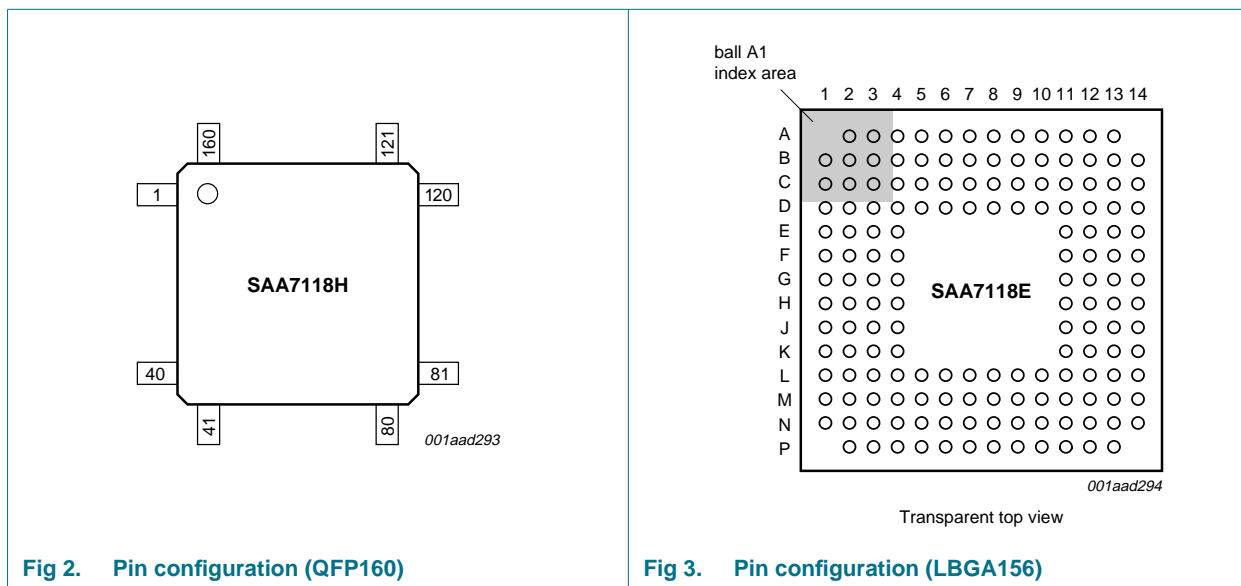 160
121
1
120
SAA7118H
40
81
41
80
001aad293
Fig 2. Pin configuration (QFP160)
ball A1
index area
1 2 3 4 5 6 7 8 9 10 11 12 13 14
A
B
C
D
E
F
G
H
J
K
L
M
N
P
SAA7118E
001aad294
Transparent top view
Fig 3. Pin configuration (LBGA156)